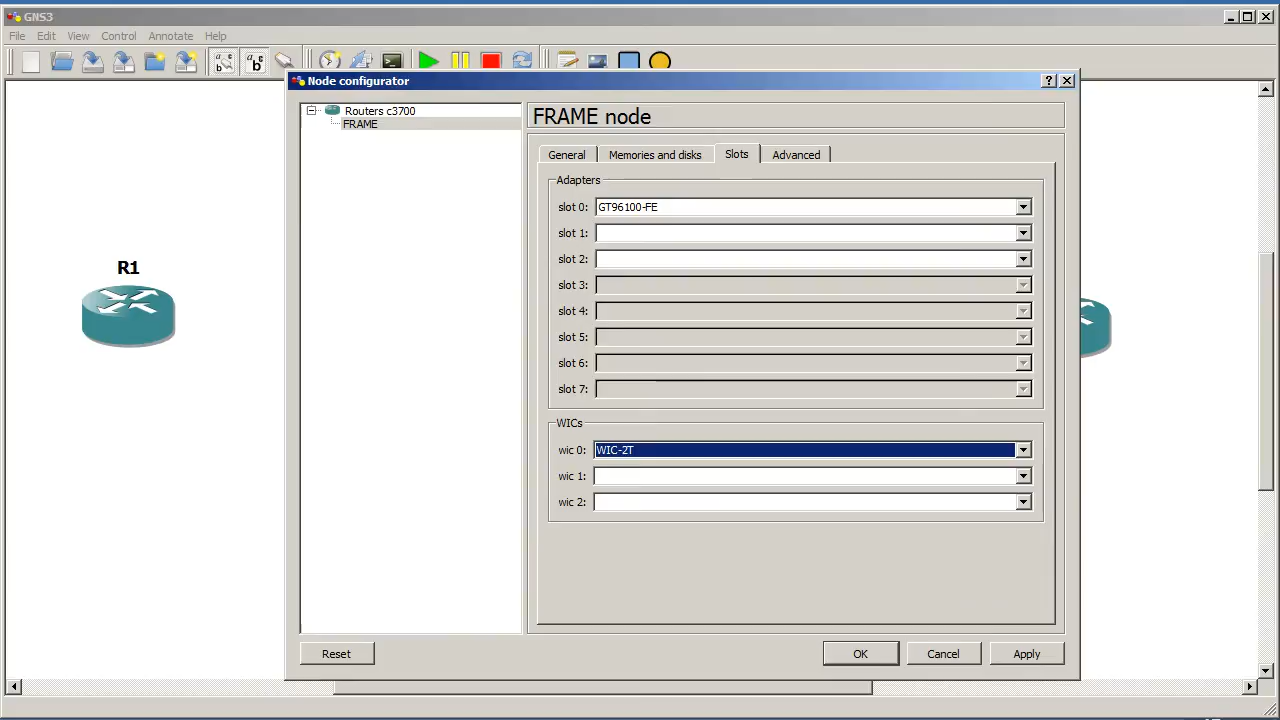 GNS3
File Edit View Control Annotate Help
Node configurator
Routers c3700
FRAME
FRAME node
General Memories and disks Slots Advanced
Adapters
slot 0: GT96100-FE
slot 1:
slot 2:
slot 3:
slot 4:
slot 5:
slot 6:
slot 7:
WICs
wic 0: WIC-2T
wic 1:
wic 2:
R1
Reset OK Cancel Apply